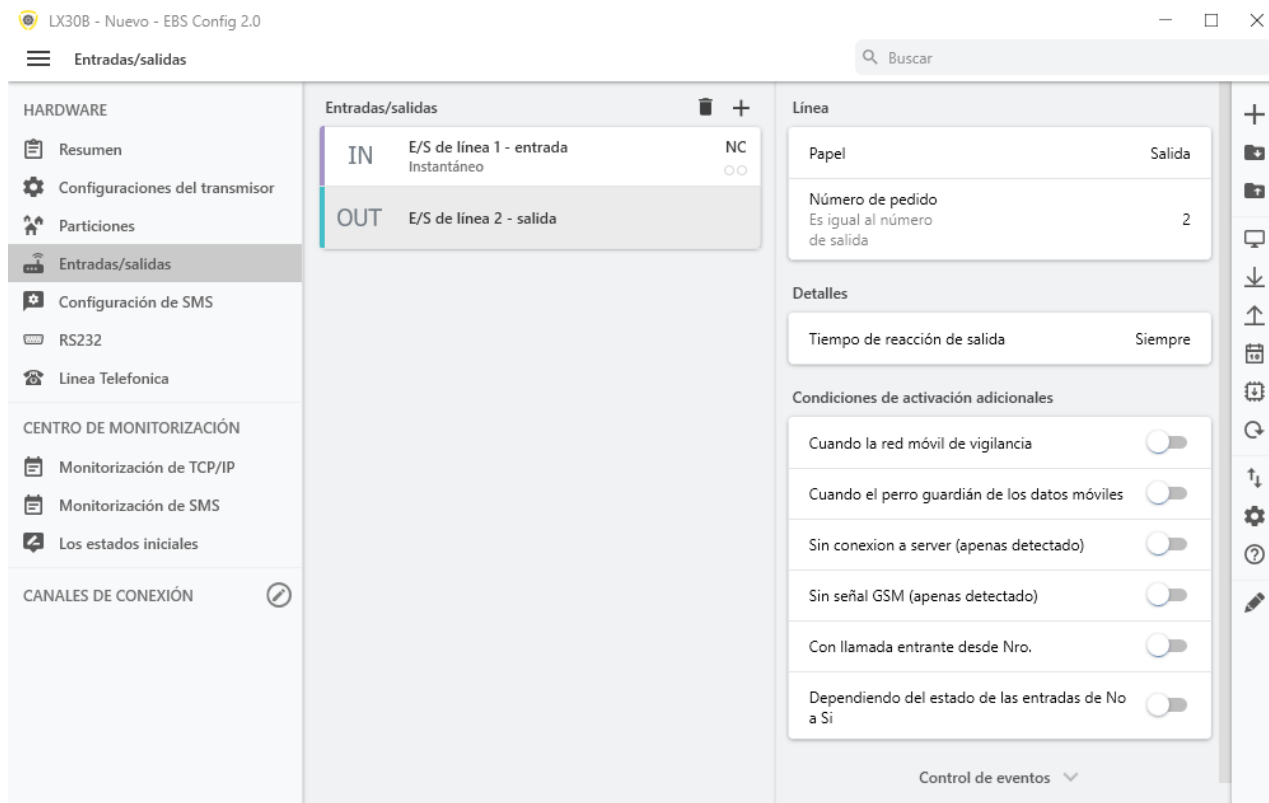 LX30B - Nuevo - EBS Config 2.0
Entradas/salidas
Buscar
HARDWARE
Resumen
Configuraciones del transmisor
Particiones
Entradas/salidas
Configuración de SMS
RS232
Linea Telefonica
CENTRO DE MONITORIZACIÓN
Monitorización de TCP/IP
Monitorización de SMS
Los estados iniciales
CANALES DE CONEXIÓN
Entradas/salidas
IN
E/S de línea 1 - entrada
NC
Instantáneo
OUT
E/S de línea 2 - salida
Línea
Papel
Salida
Número de pedido
Es igual al número
de salida
2
Detalles
Tiempo de reacción de salida
Siempre
Condiciones de activación adicionales
Cuando la red móvil de vigilancia
Cuando el perro guardián de los datos móviles
Sin conexion a server (apenas detectado)
Sin señal GSM (apenas detectado)
Con llamada entrante desde Nro.
Dependiendo del estado de las entradas de No
a Si
Control de eventos